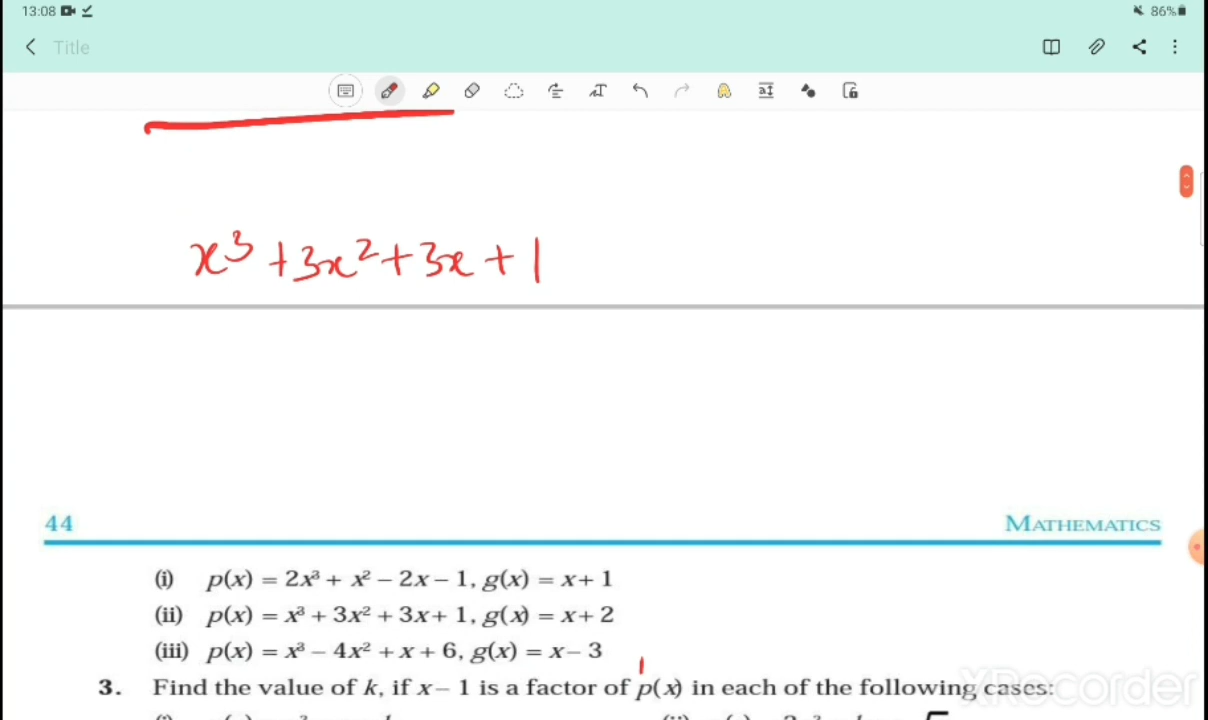 13:08 86%
Title
x³ + 3x² + 3x + 1
44 MATHEMATICS
(i) p(x) = 2x³ + x² – 2x – 1, g(x) = x + 1
(ii) p(x) = x³ + 3x² + 3x + 1, g(x) = x + 2
(iii) p(x) = x³ – 4x² + x + 6, g(x) = x – 3
3. Find the value of k, if x – 1 is a factor of p(x) in each of the following cases:
XRecorder